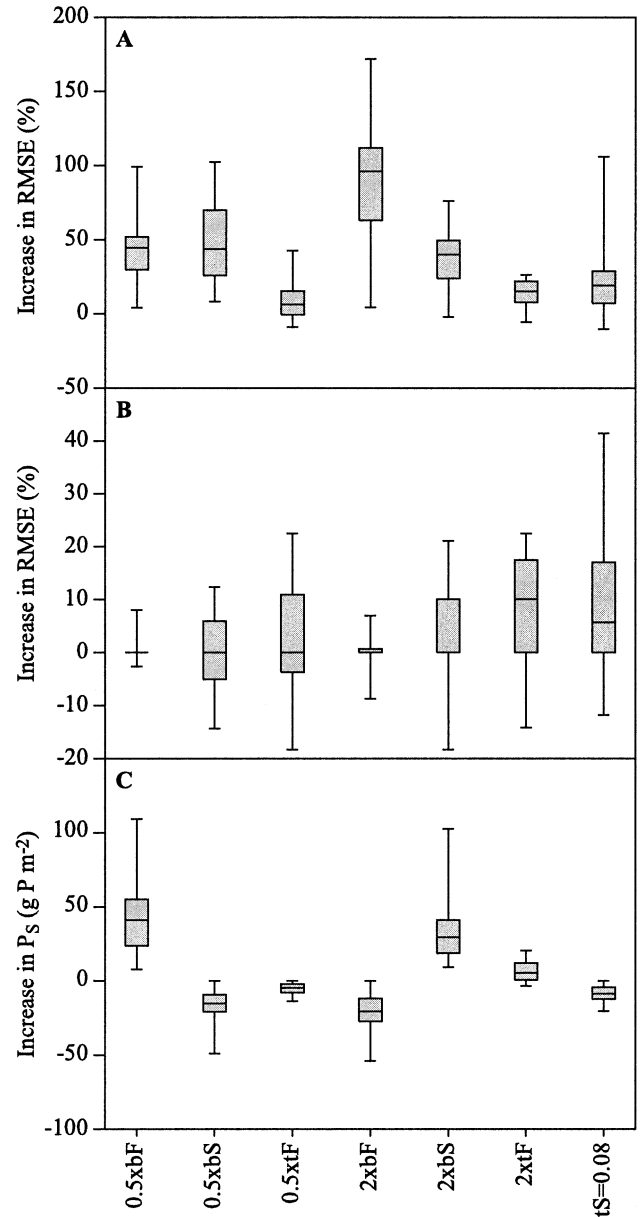 A
Increase in RMSE (%)
200
150
100
50
0
-50
B
Increase in RMSE (%)
40
30
20
10
0
-10
-20
C
Increase in PS (g P m-2)
100
50
0
-50
-100
0.5xbF
0.5xbS
0.5xtF
2xbF
2xbS
2xtF
tS=0.08